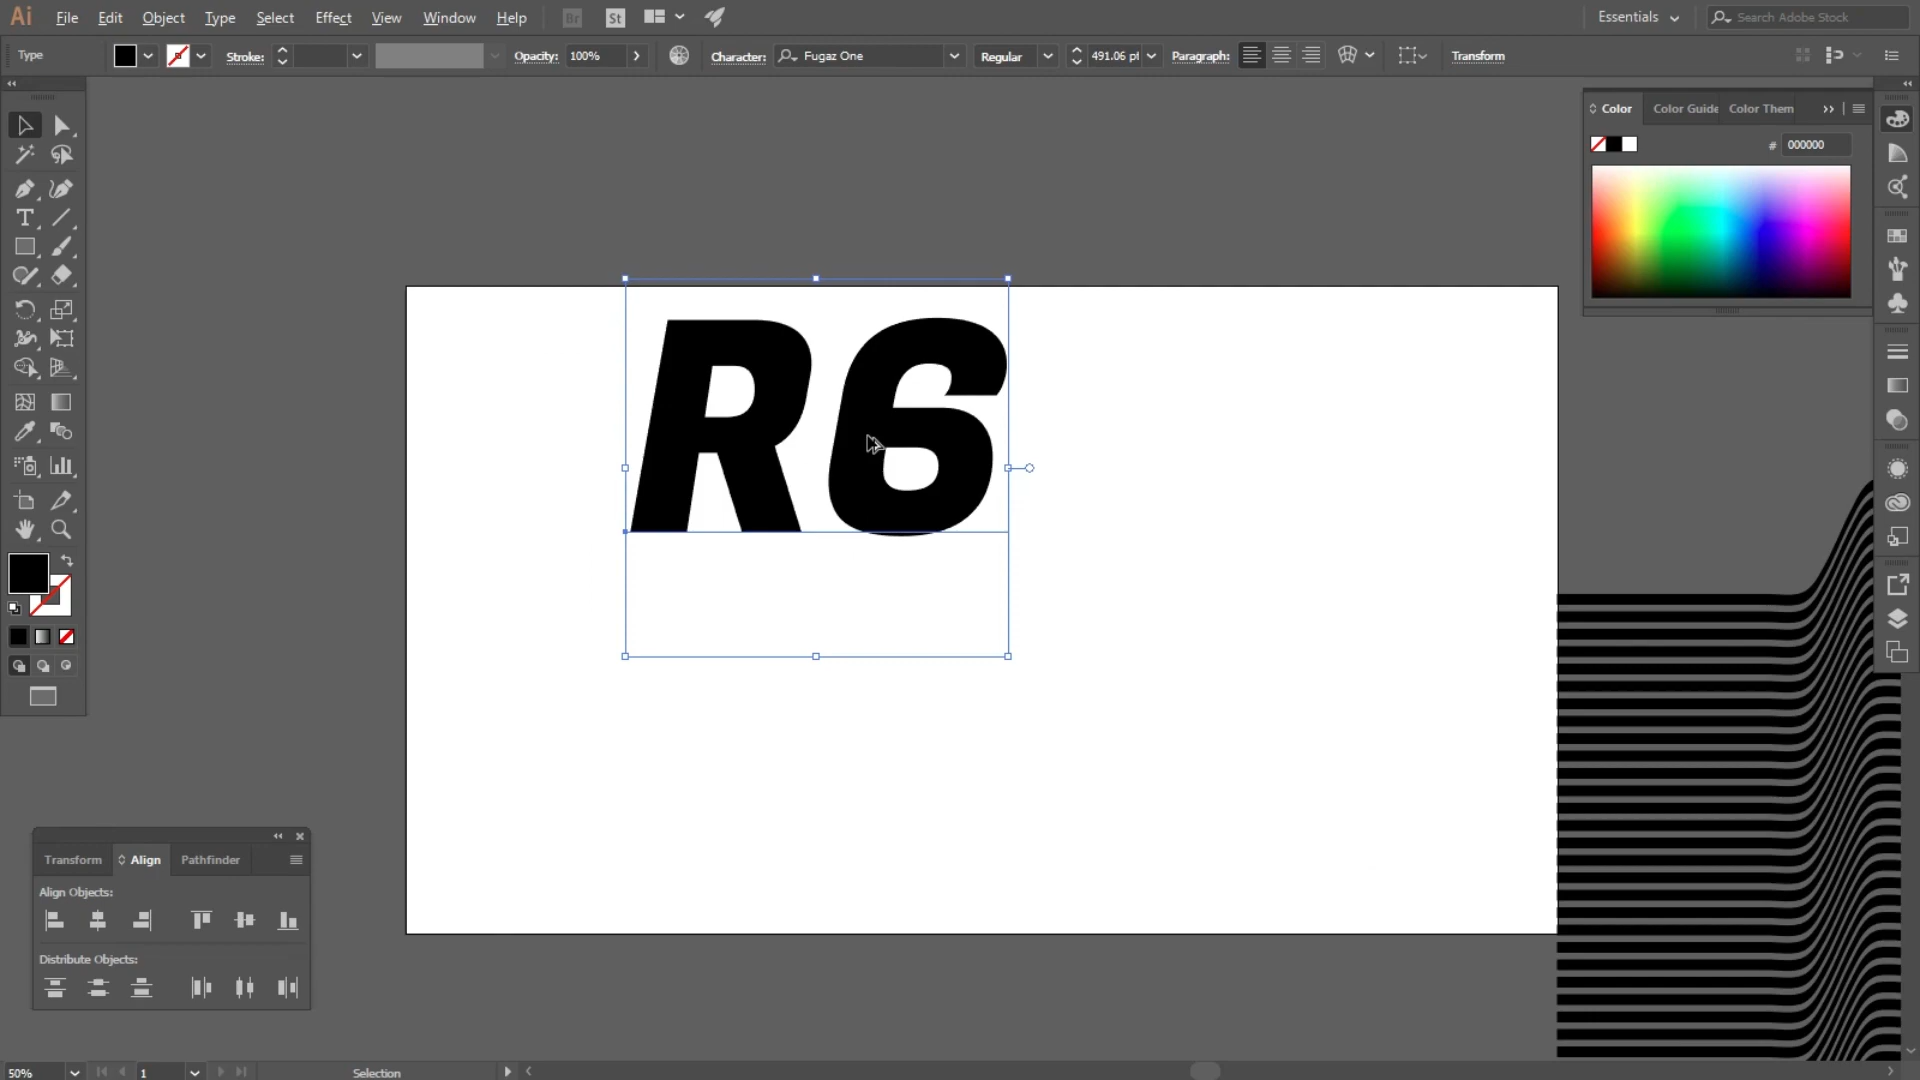 Ai File Edit Object Type Select Effect View Window Help Br St Essentials Search Adobe Stock
Type Stroke: Opacity: 100% Character: Fugaz One Regular 491.06 pt Paragraph: Transform
Color Color Guide Color Them
# 000000
R6
Transform Align Pathfinder
Align Objects:
Distribute Objects:
50% 1 Selection